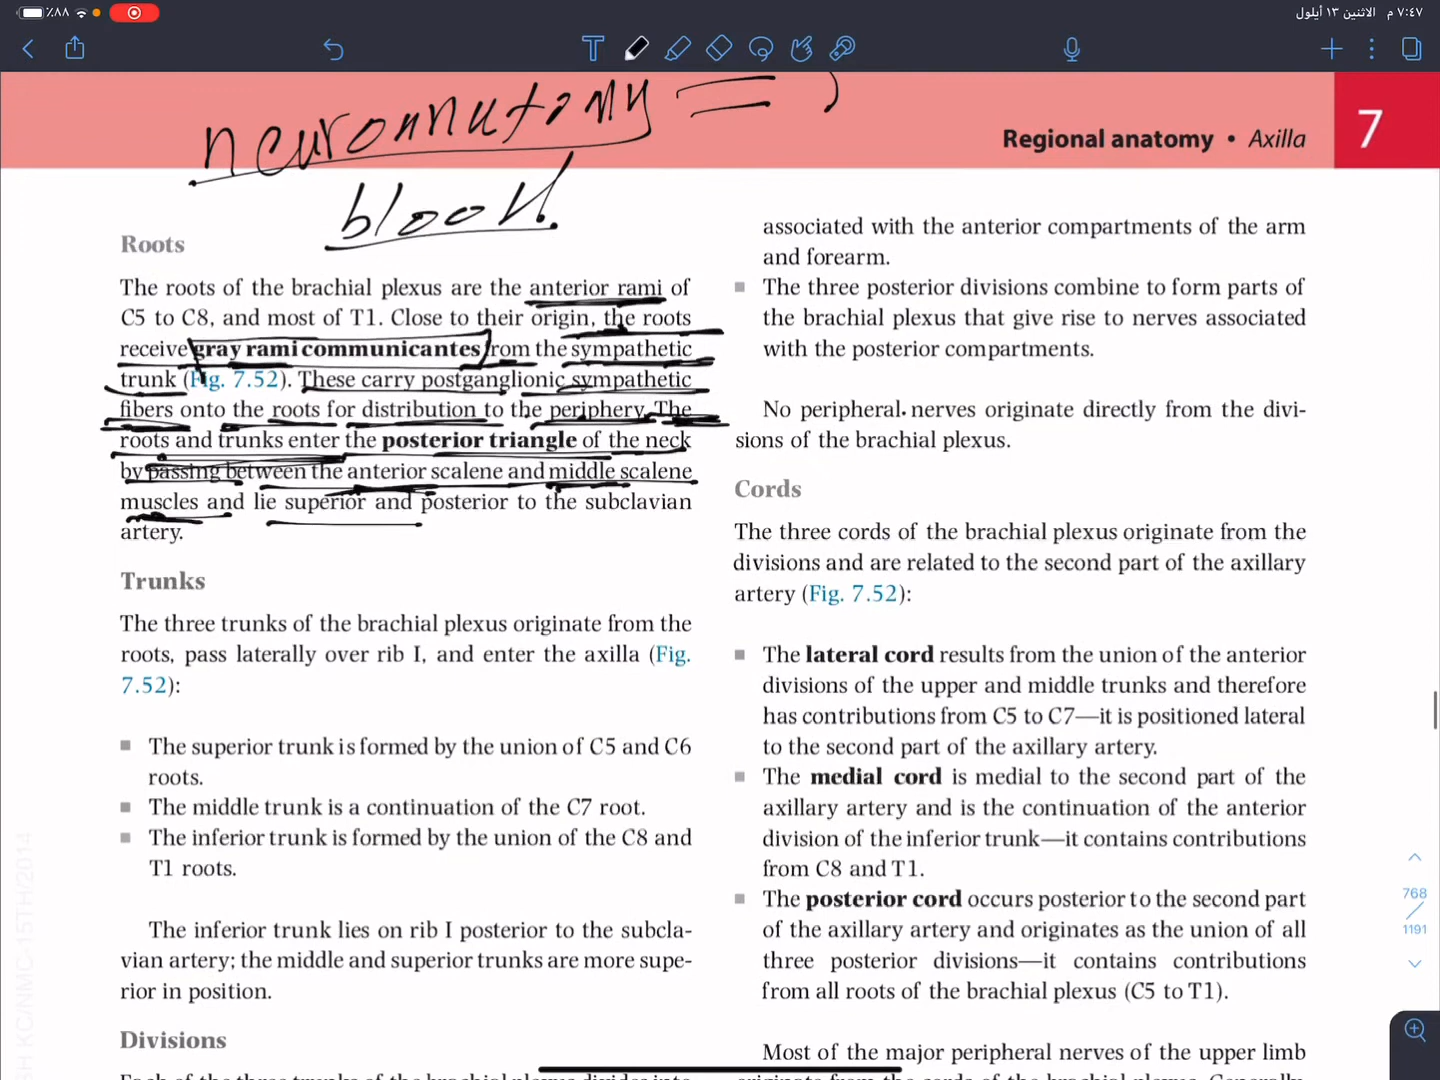 ٪٨٨
٧:٤٧ م الاثنين ١٣ أيلول
neuroanatomy =
blood
Regional anatomy • Axilla
7
Roots
The roots of the brachial plexus are the anterior rami of
C5 to C8, and most of T1. Close to their origin, the roots
receive gray rami communicantes from the sympathetic
trunk (Fig. 7.52). These carry postganglionic sympathetic
fibers onto the roots for distribution to the periphery. The
roots and trunks enter the posterior triangle of the neck
by passing between the anterior scalene and middle scalene
muscles and lie superior and posterior to the subclavian
artery.
Trunks
The three trunks of the brachial plexus originate from the
roots, pass laterally over rib I, and enter the axilla (Fig.
7.52):
The superior trunk is formed by the union of C5 and C6
roots.
The middle trunk is a continuation of the C7 root.
The inferior trunk is formed by the union of the C8 and
T1 roots.
The inferior trunk lies on rib I posterior to the subcla-
vian artery; the middle and superior trunks are more supe-
rior in position.
Divisions
associated with the anterior compartments of the arm
and forearm.
The three posterior divisions combine to form parts of
the brachial plexus that give rise to nerves associated
with the posterior compartments.
No peripheral nerves originate directly from the divi-
sions of the brachial plexus.
Cords
The three cords of the brachial plexus originate from the
divisions and are related to the second part of the axillary
artery (Fig. 7.52):
The lateral cord results from the union of the anterior
divisions of the upper and middle trunks and therefore
has contributions from C5 to C7—it is positioned lateral
to the second part of the axillary artery.
The medial cord is medial to the second part of the
axillary artery and is the continuation of the anterior
division of the inferior trunk—it contains contributions
from C8 and T1.
The posterior cord occurs posterior to the second part
of the axillary artery and originates as the union of all
three posterior divisions—it contains contributions
from all roots of the brachial plexus (C5 to T1).
Most of the major peripheral nerves of the upper limb
768
1191
SH KC/NMC-15TH/2014